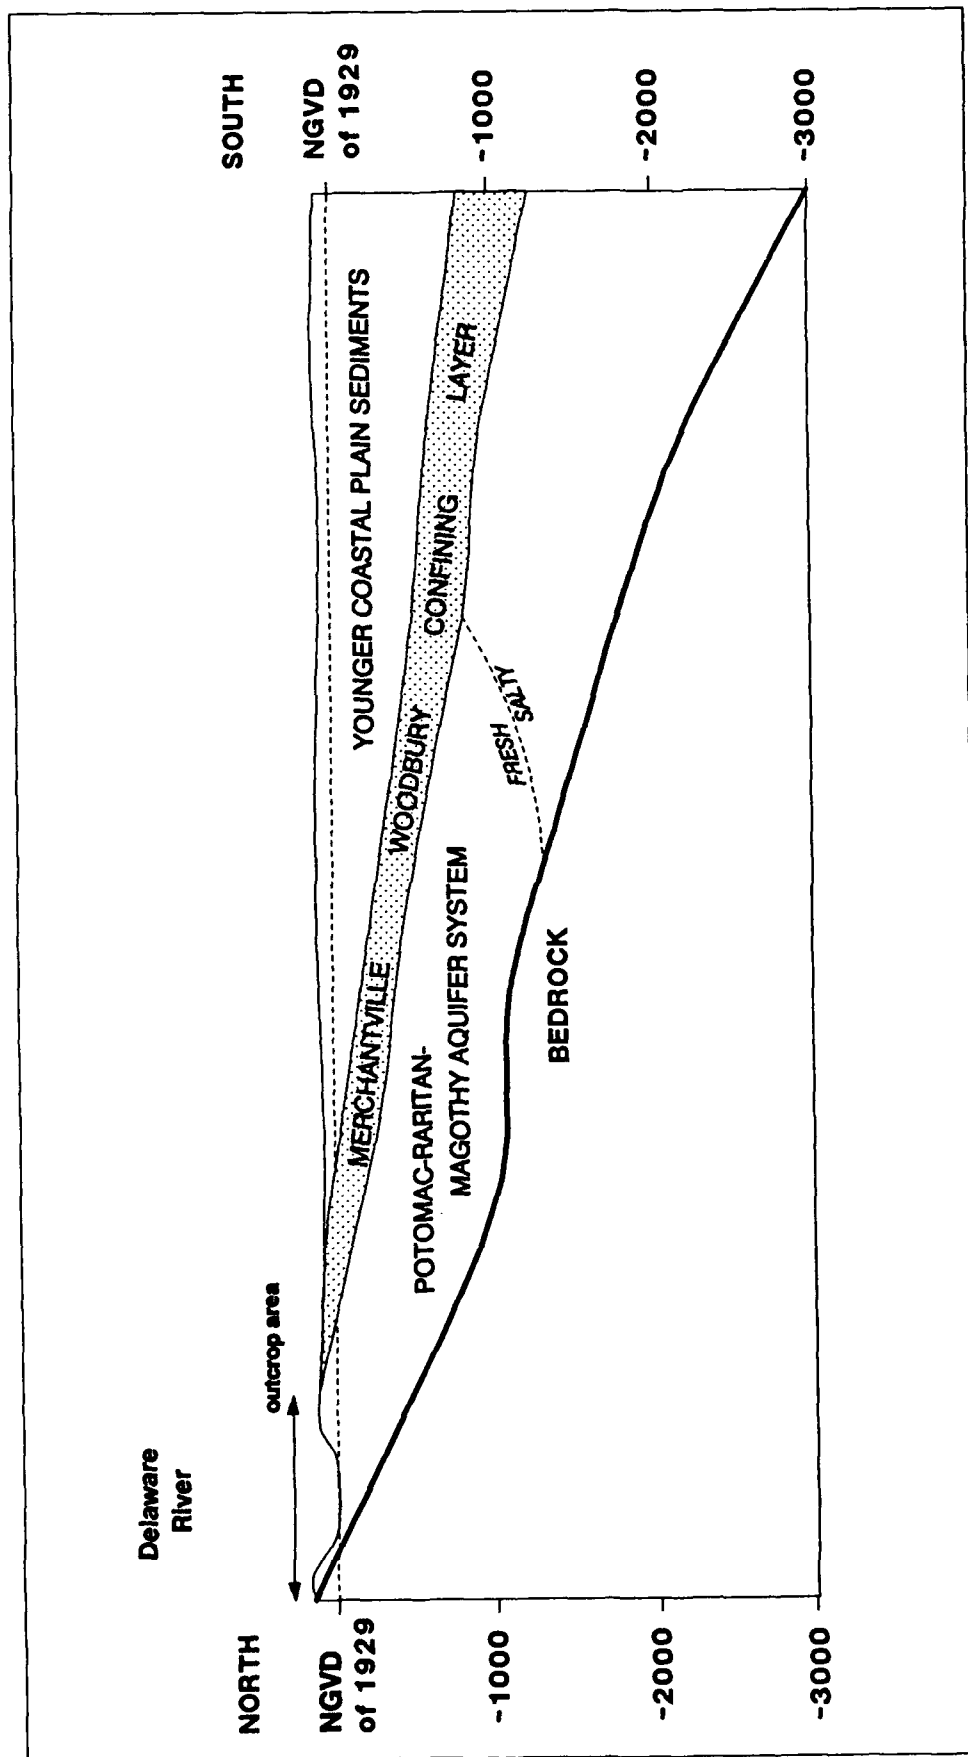 Delaware
River
NORTH
SOUTH
outcrop area
NGVD
of 1929
NGVD
of 1929
YOUNGER COASTAL PLAIN SEDIMENTS
MERCHANTVILLE WOODBURY CONFINING LAYER
POTOMAC-RARITAN-
MAGOTHY AQUIFER SYSTEM
FRESH
SALTY
BEDROCK
-1000
-1000
-2000
-2000
-3000
-3000